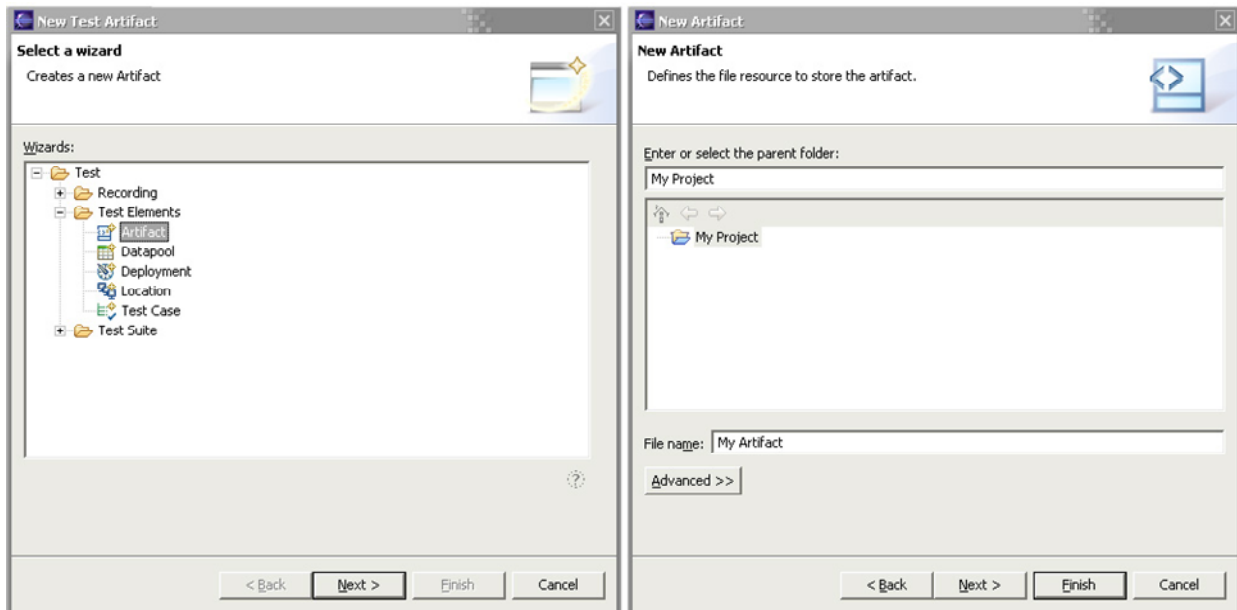 New Test Artifact
Select a wizard
Creates a new Artifact
Wizards:
Test
Recording
Test Elements
Artifact
Datapool
Deployment
Location
Test Case
Test Suite
< Back Next > Finish Cancel
New Artifact
New Artifact
Defines the file resource to store the artifact.
Enter or select the parent folder:
My Project
My Project
File name: My Artifact
Advanced >>
< Back Next > Finish Cancel